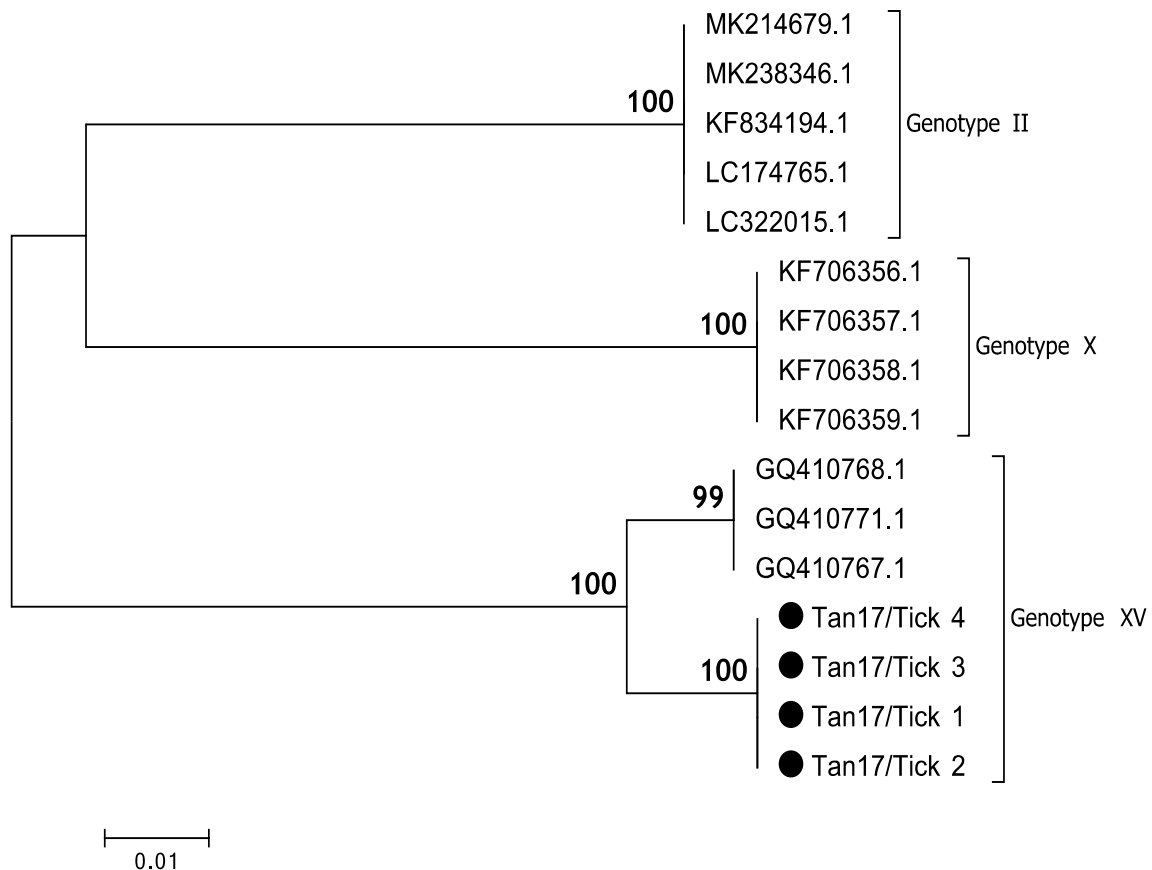 MK214679.1
MK238346.1
100
KF834194.1
Genotype II
LC174765.1
LC322015.1
KF706356.1
100
KF706357.1
Genotype X
KF706358.1
KF706359.1
GQ410768.1
99
GQ410771.1
GQ410767.1
100
Tan17/Tick 4
Genotype XV
100
Tan17/Tick 3
Tan17/Tick 1
Tan17/Tick 2
0.01